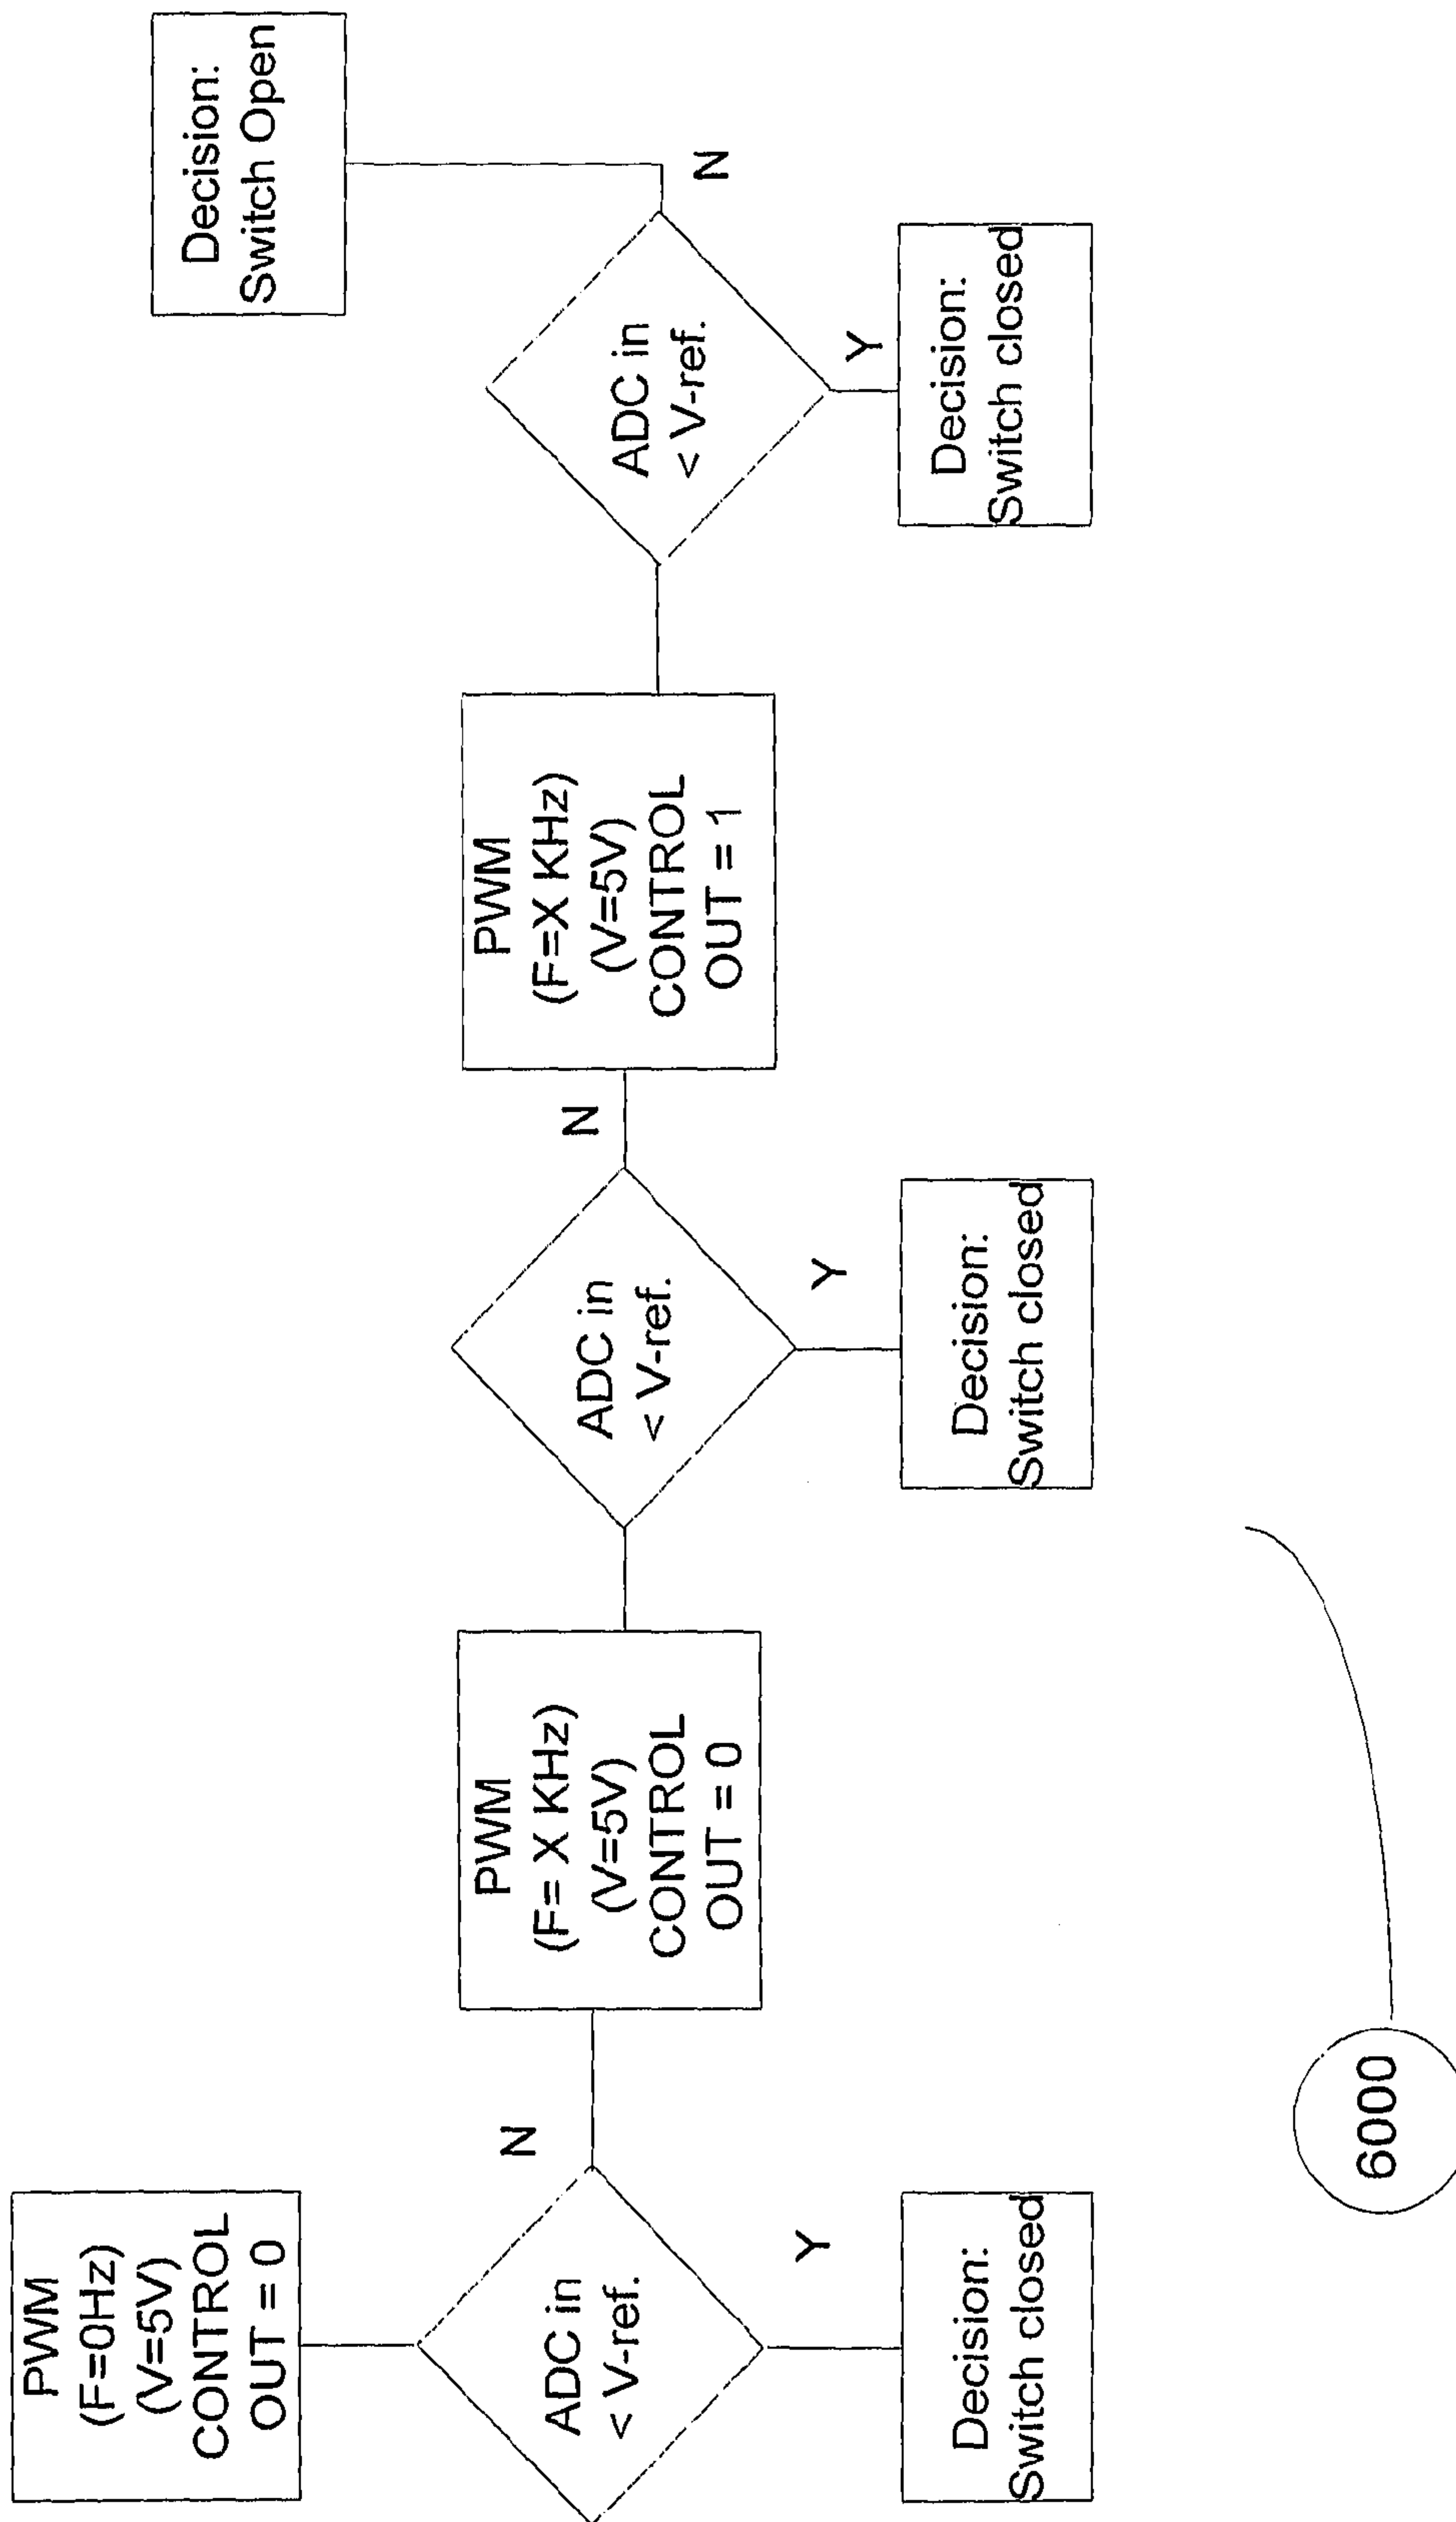 PWM
(F=0Hz)
(V=5V)
CONTROL
OUT = 0
ADC in
< V-ref.
N
Y
Decision:
Switch closed
PWM
(F= X KHz)
(V=5V)
CONTROL
OUT = 0
ADC in
< V-ref.
N
Y
Decision:
Switch closed
PWM
(F=X KHz)
(V=5V)
CONTROL
OUT = 1
ADC in
< V-ref.
N
Y
Decision:
Switch closed
Decision:
Switch Open
6000